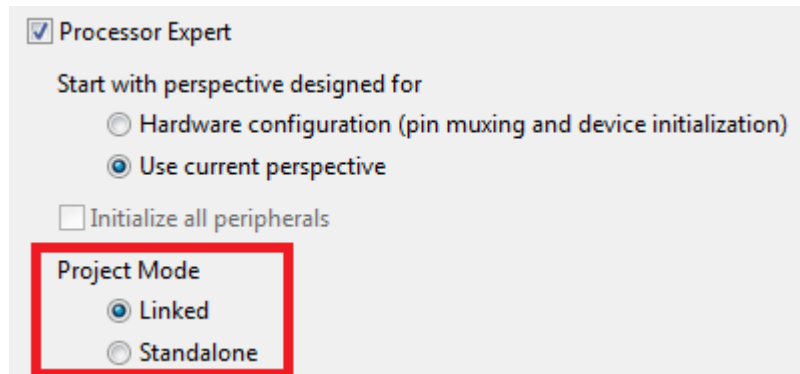 Processor Expert
Start with perspective designed for
Hardware configuration (pin muxing and device initialization)
Use current perspective
Initialize all peripherals
Project Mode
Linked
Standalone